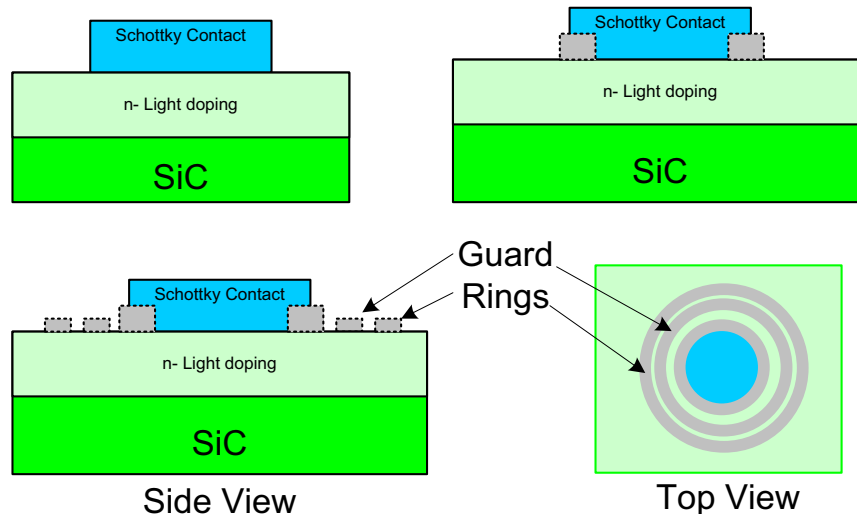 Schottky Contact
n- Light doping
SiC
Schottky Contact
n- Light doping
SiC
Guard
Rings
Schottky Contact
n- Light doping
SiC
Side View
Top View